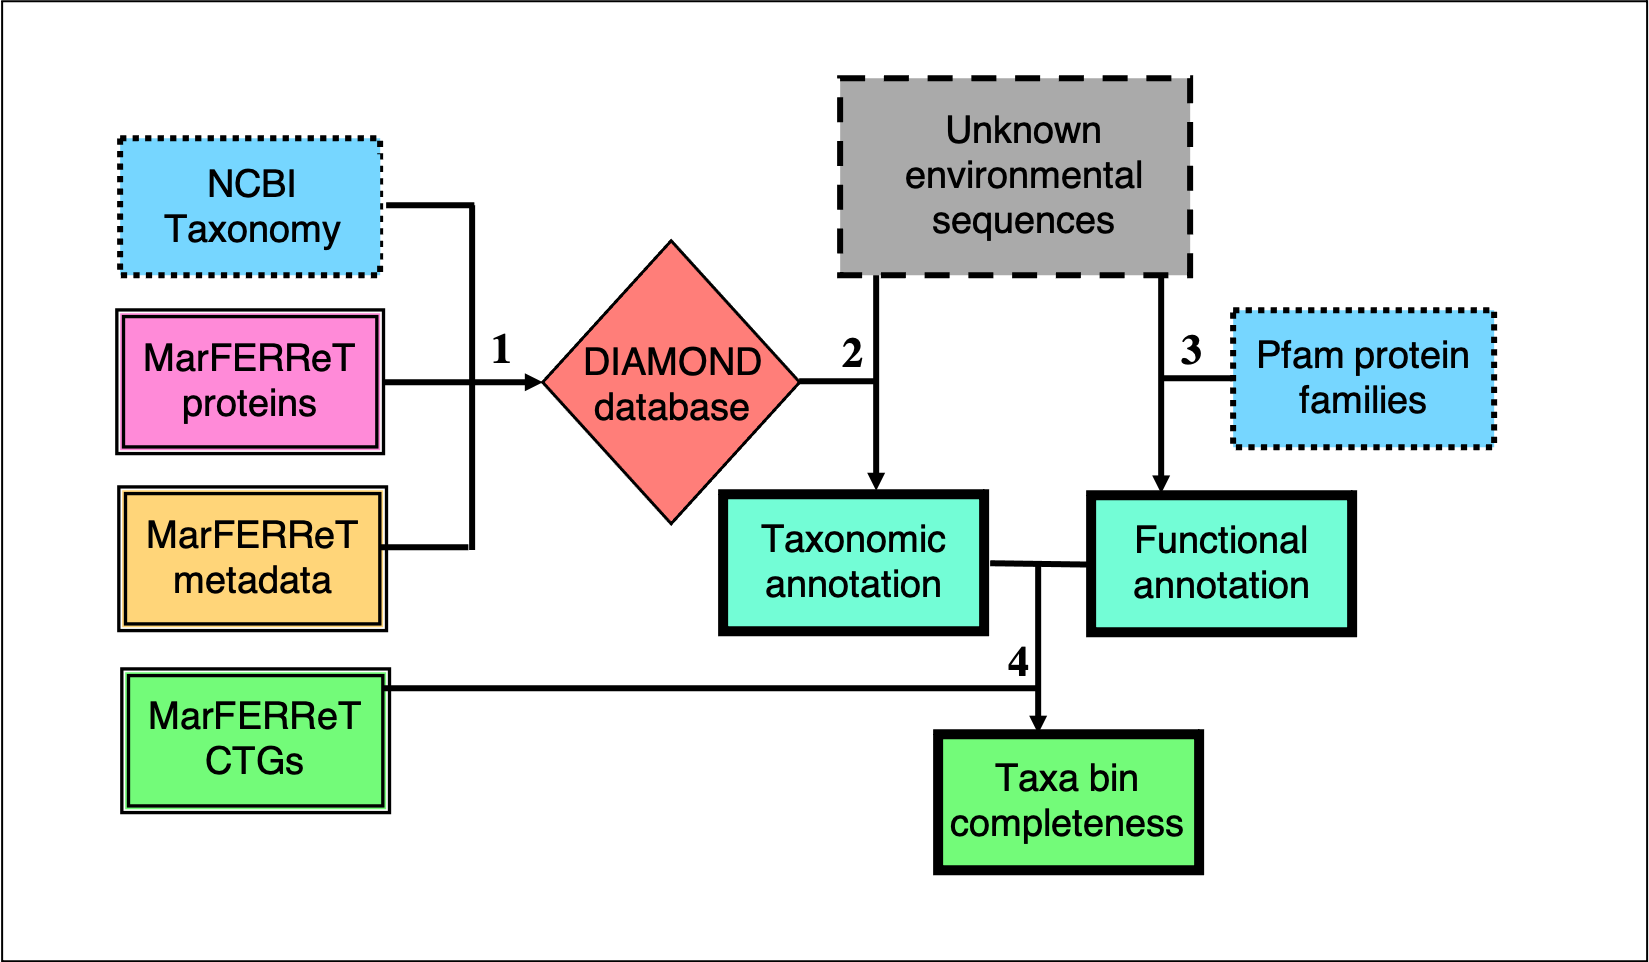 NCBI
Taxonomy
MarFERReT
proteins
MarFERReT
metadata
MarFERReT
CTGs
1
DIAMOND
database
Unknown
environmental
sequences
2
3
Pfam protein
families
Taxonomic
annotation
Functional
annotation
4
Taxa bin
completeness